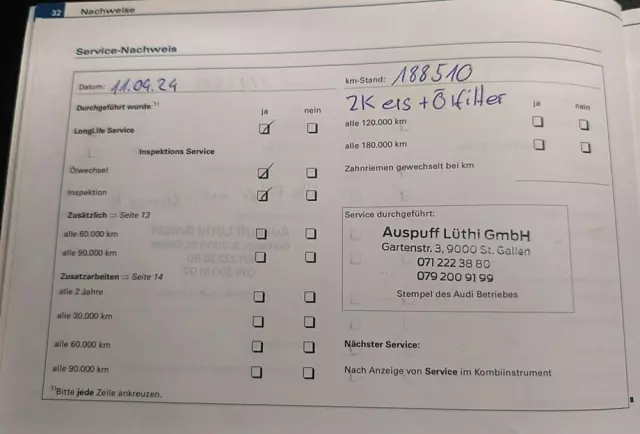 32 Nachweise
Service-Nachweis
Datum: 11.09.24
Durchgeführt wurde:1) ja nein
LongLife Service
Inspektions Service
Ölwechsel
Inspektion
Zusätzlich ⇒ Seite 13
alle 60.000 km
alle 90.000 km
Zusatzarbeiten ⇒ Seite 14
alle 2 Jahre
alle 30.000 km
alle 60.000 km
alle 90.000 km
1)Bitte jede Zeile ankreuzen.
km-Stand: 188510
+ Ölfilter
ja nein
alle 120.000 km
alle 180.000 km
Zahnriemen gewechselt bei km
Service durchgeführt:
Auspuff Lüthi GmbH
Gartenstr. 3, 9000 St. Gallen
071 222 38 80
079 200 91 99
Stempel des Audi Betriebes
Nächster Service:
Nach Anzeige von Service im Kombiinstrument